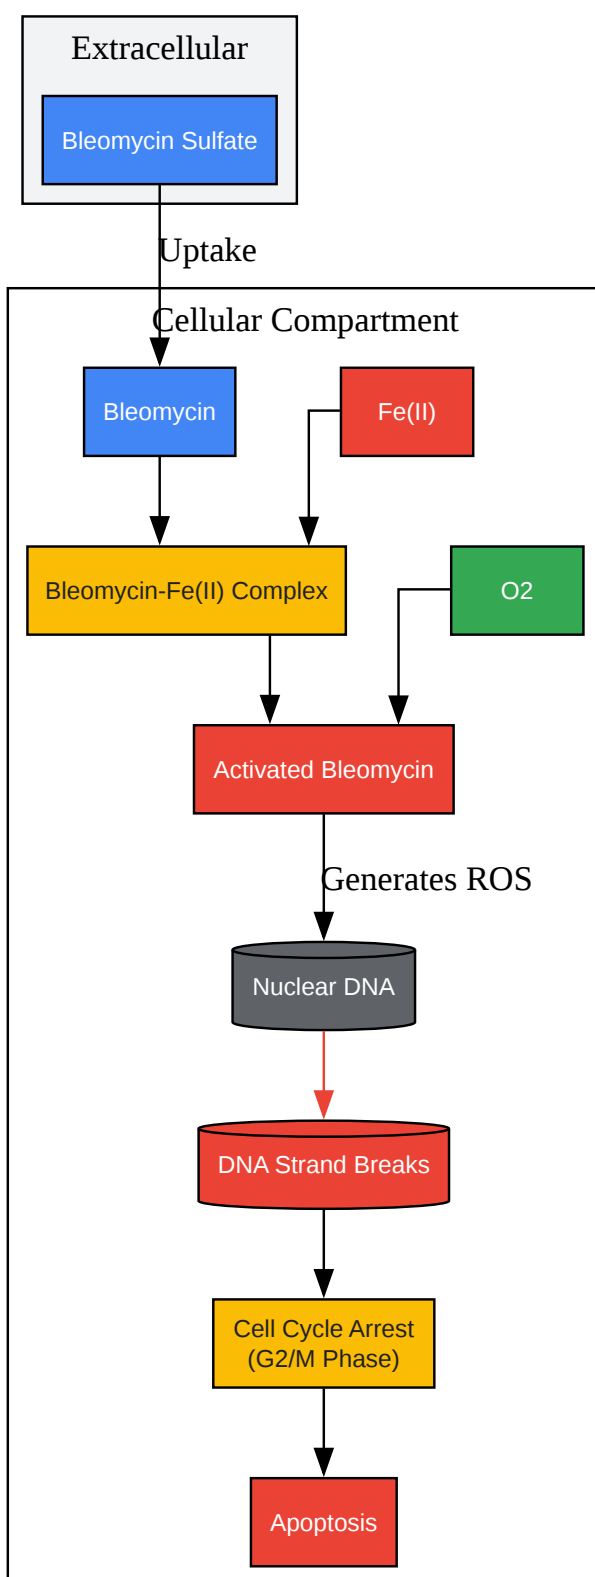 Extracellular
Bleomycin Sulfate
Uptake
Cellular Compartment
Bleomycin
Fe(II)
Bleomycin-Fe(II) Complex
O2
Activated Bleomycin
Generates ROS
Nuclear DNA
DNA Strand Breaks
Cell Cycle Arrest
(G2/M Phase)
Apoptosis